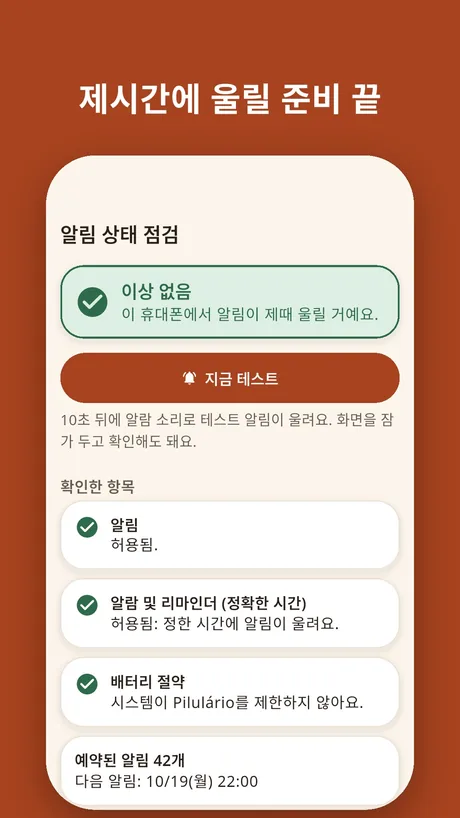 제시간에 울릴 준비 끝
알림 상태 점검
이상 없음
이 휴대폰에서 알림이 제때 울릴 거예요.
지금 테스트
10초 뒤에 알람 소리로 테스트 알림이 울려요. 화면을 잠
가 두고 확인해도 돼요.
확인한 항목
알림
허용됨.
알람 및 리마인더 (정확한 시간)
허용됨: 정한 시간에 알림이 울려요.
배터리 절약
시스템이 Pilulário를 제한하지 않아요.
예약된 알림 42개
다음 알림: 10/19(월) 22:00